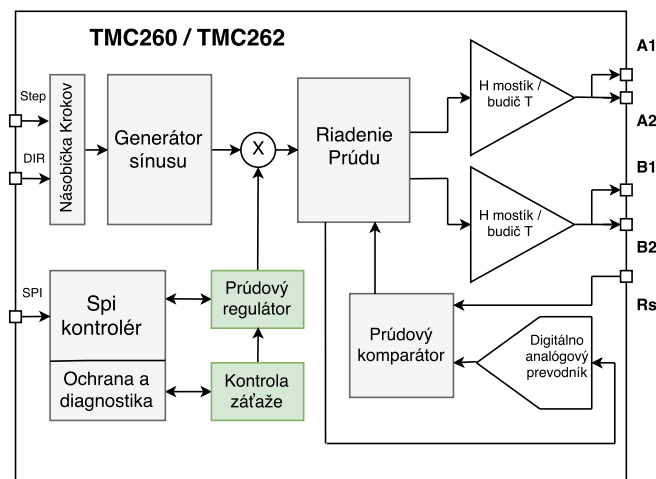 TMC260 / TMC262
A1
Step
Násobička Krokov
Generátor
sínusu
X
Riadenie
Prúdu
H mostík /
budič T
A2
DIR
B1
H mostík /
budič T
B2
SPI
Spi
kontrolér
Prúdový
regulátor
Rs
Prúdový
komparátor
Digitálno
analógový
prevodník
Ochrana a
diagnostika
Kontrola
záťaže